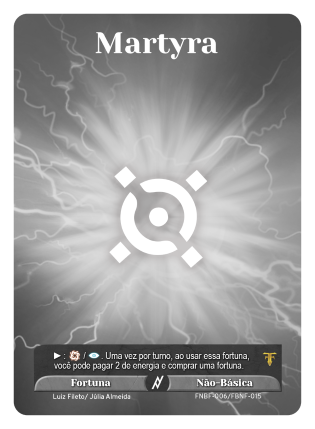 Martyra
▶ : / . Uma vez por turno, ao usar essa fortuna,
você pode pagar 2 de energia e comprar uma fortuna.
Fortuna
Não-Básica
Luiz Fileto/ Júlia Almeida
FNBF-006/FBNF-015